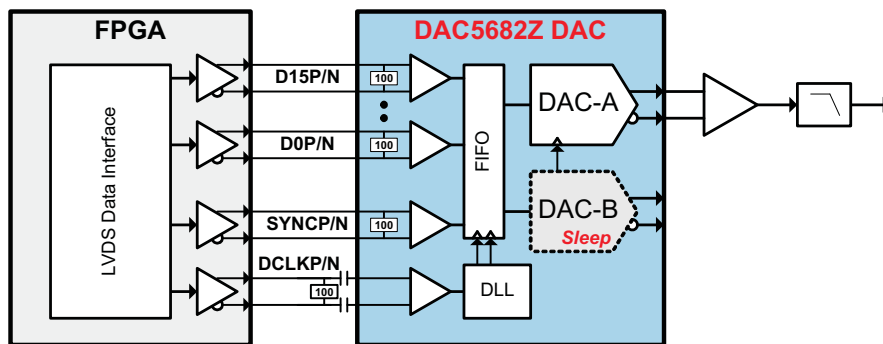 FPGA
DAC5682Z DAC
LVDS Data Interface
D15P/N
100
D0P/N
100
SYNCP/N
100
DCLKP/N
100
FIFO
DLL
DAC-A
DAC-B
Sleep